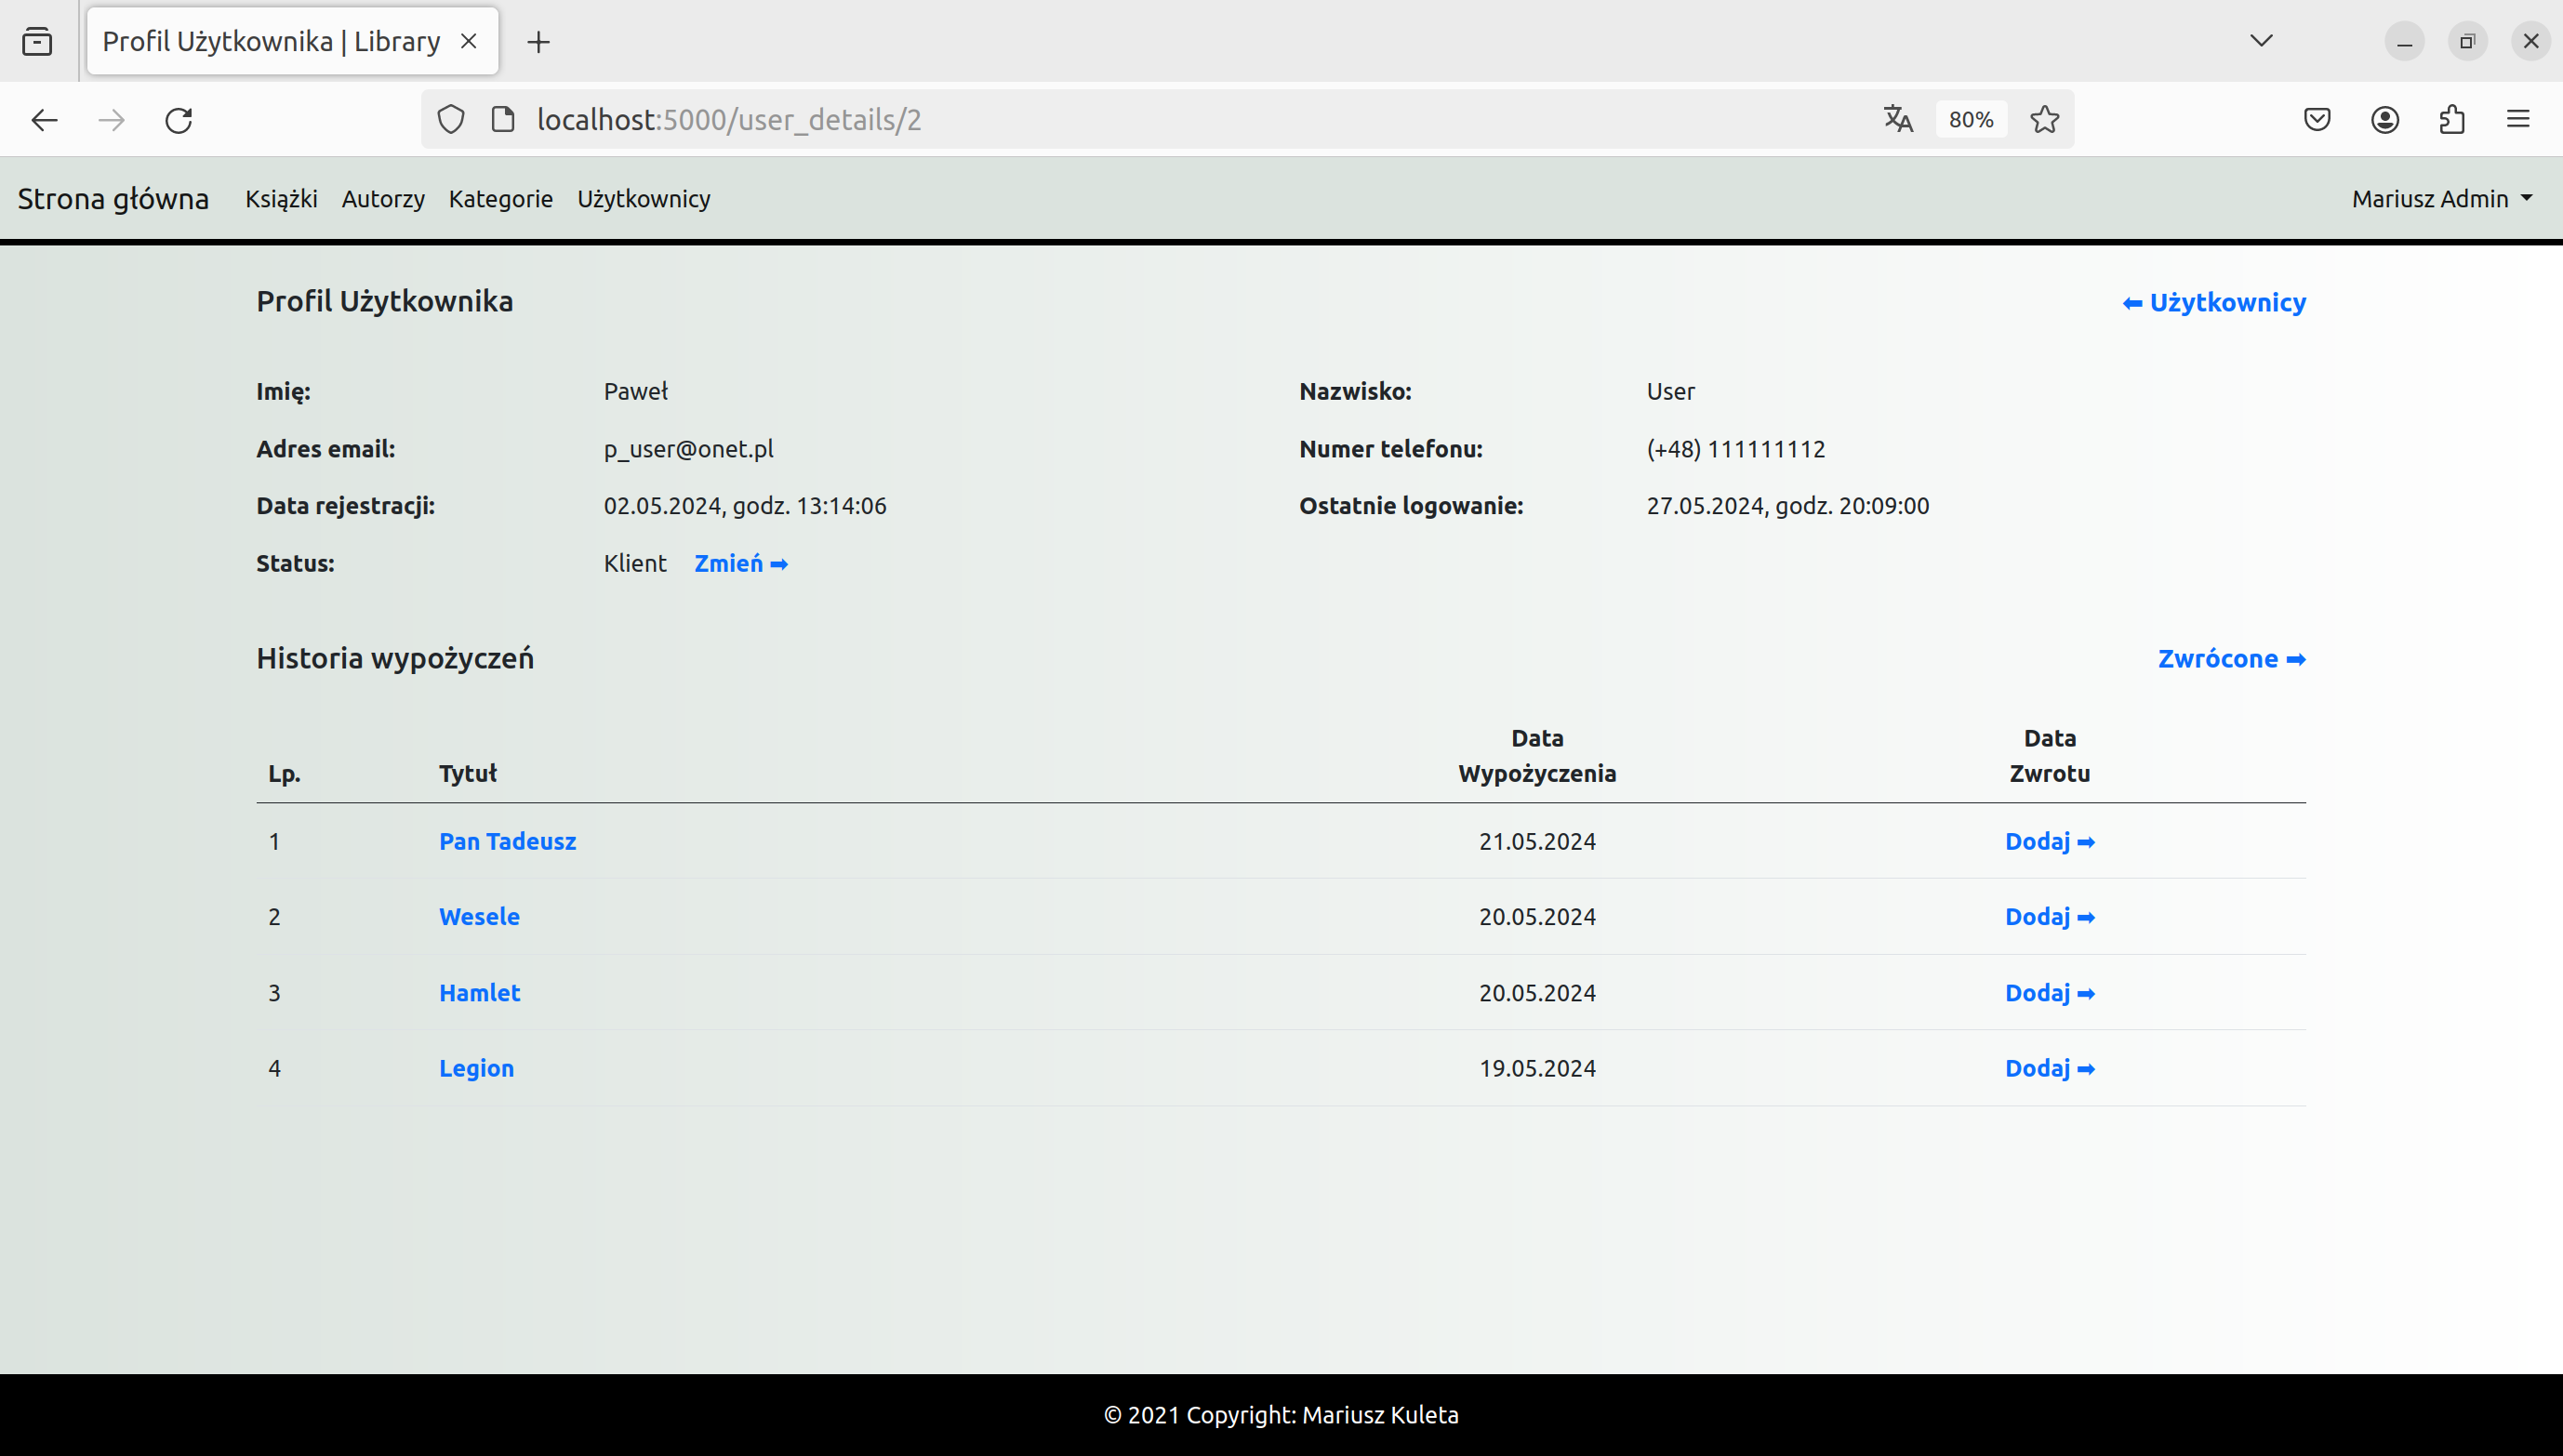 Profil Użytkownika | Library
localhost:5000/user_details/2
80%
Strona główna Książki Autorzy Kategorie Użytkownicy Mariusz Admin
Profil Użytkownika ⬅ Użytkownicy
Imię: Paweł Nazwisko: User
Adres email: p_user@onet.pl Numer telefonu: (+48) 111111112
Data rejestracji: 02.05.2024, godz. 13:14:06 Ostatnie logowanie: 27.05.2024, godz. 20:09:00
Status: Klient Zmień ➡
Historia wypożyczeń Zwrócone ➡
Data Data
Lp. Tytuł Wypożyczenia Zwrotu
1 Pan Tadeusz 21.05.2024 Dodaj ➡
2 Wesele 20.05.2024 Dodaj ➡
3 Hamlet 20.05.2024 Dodaj ➡
4 Legion 19.05.2024 Dodaj ➡
© 2021 Copyright: Mariusz Kuleta